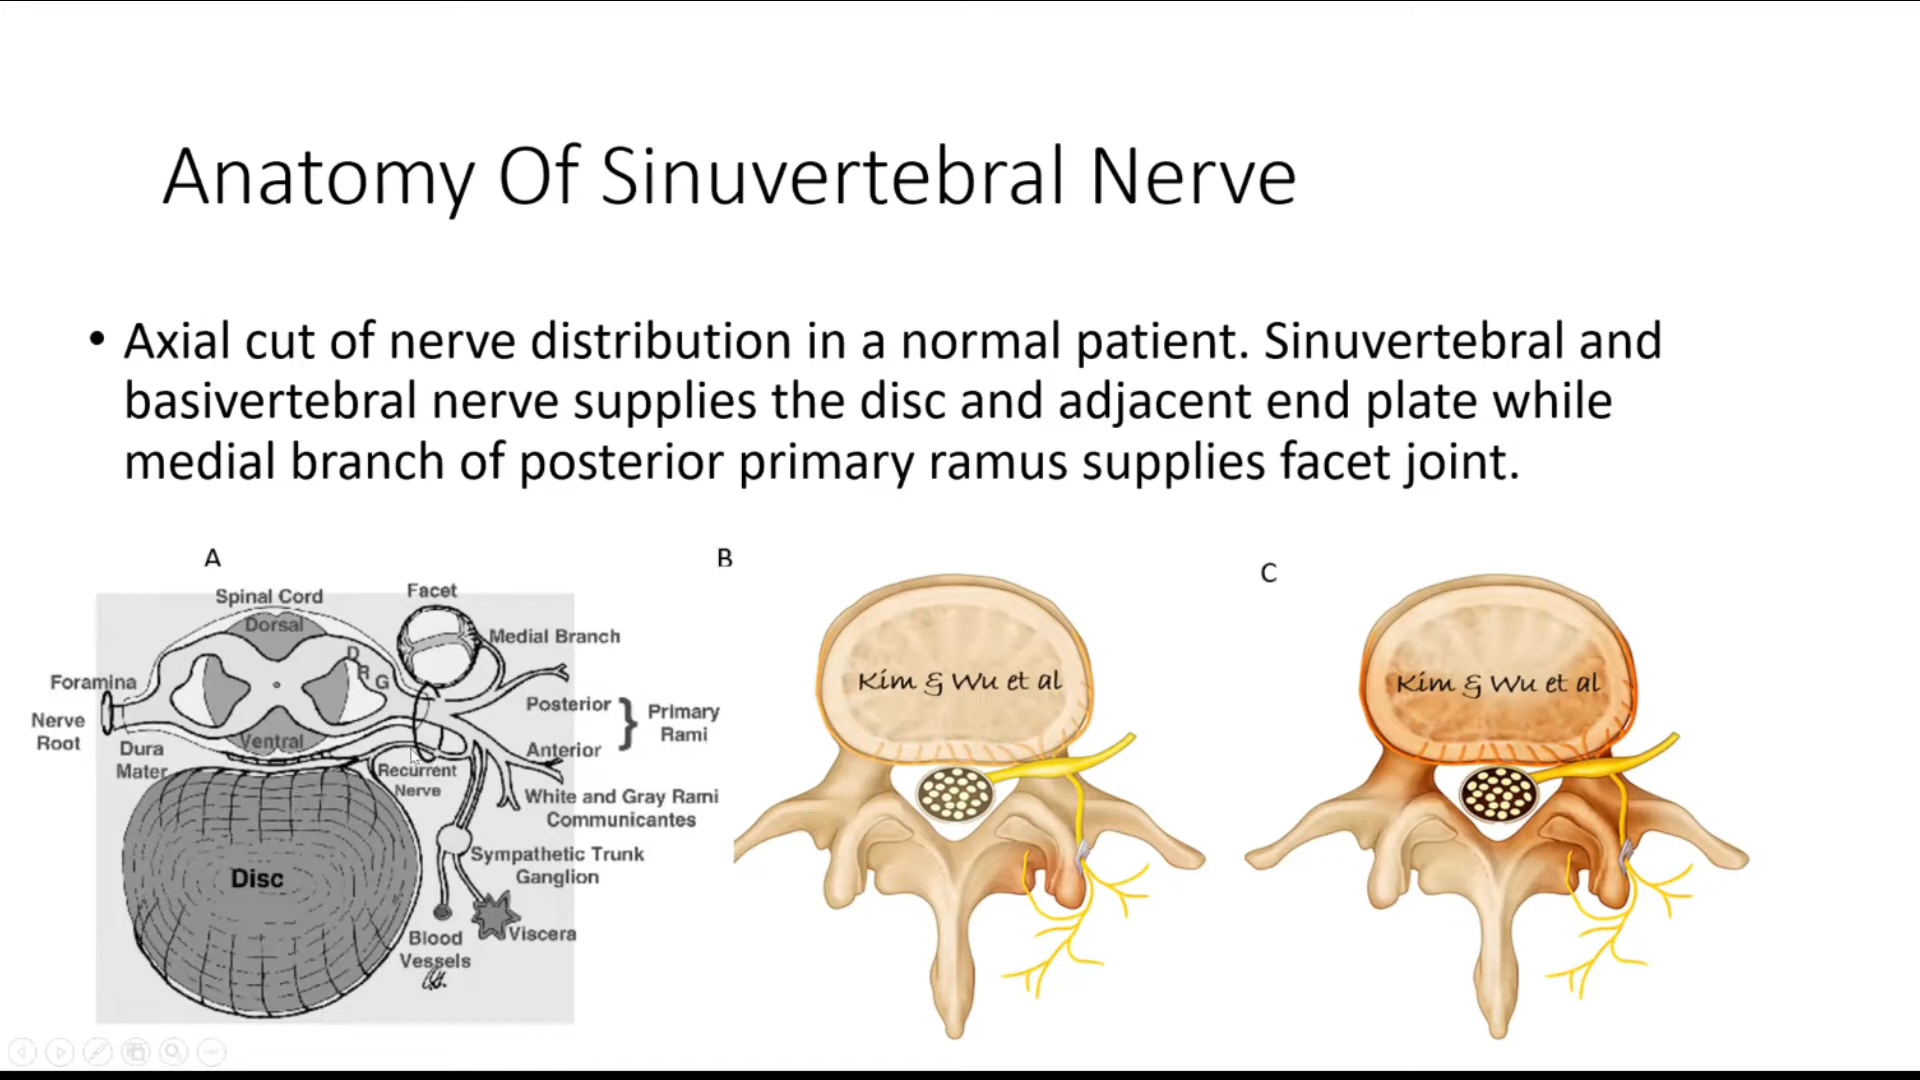 Anatomy Of Sinuvertebral Nerve
• Axial cut of nerve distribution in a normal patient. Sinuvertebral and
basivertebral nerve supplies the disc and adjacent end plate while
medial branch of posterior primary ramus supplies facet joint.
A
Spinal Cord
Dorsal
Facet
Medial Branch
D
R
G
Foramina
Nerve
Root
Dura
Mater
Ventral
Posterior
Anterior
Primary
Rami
Recurrent
Nerve
White and Gray Rami
Communicantes
Sympathetic Trunk
Ganglion
Disc
Blood
Vessels
Viscera
B
Kim & Wu et al
C
Kim & Wu et al